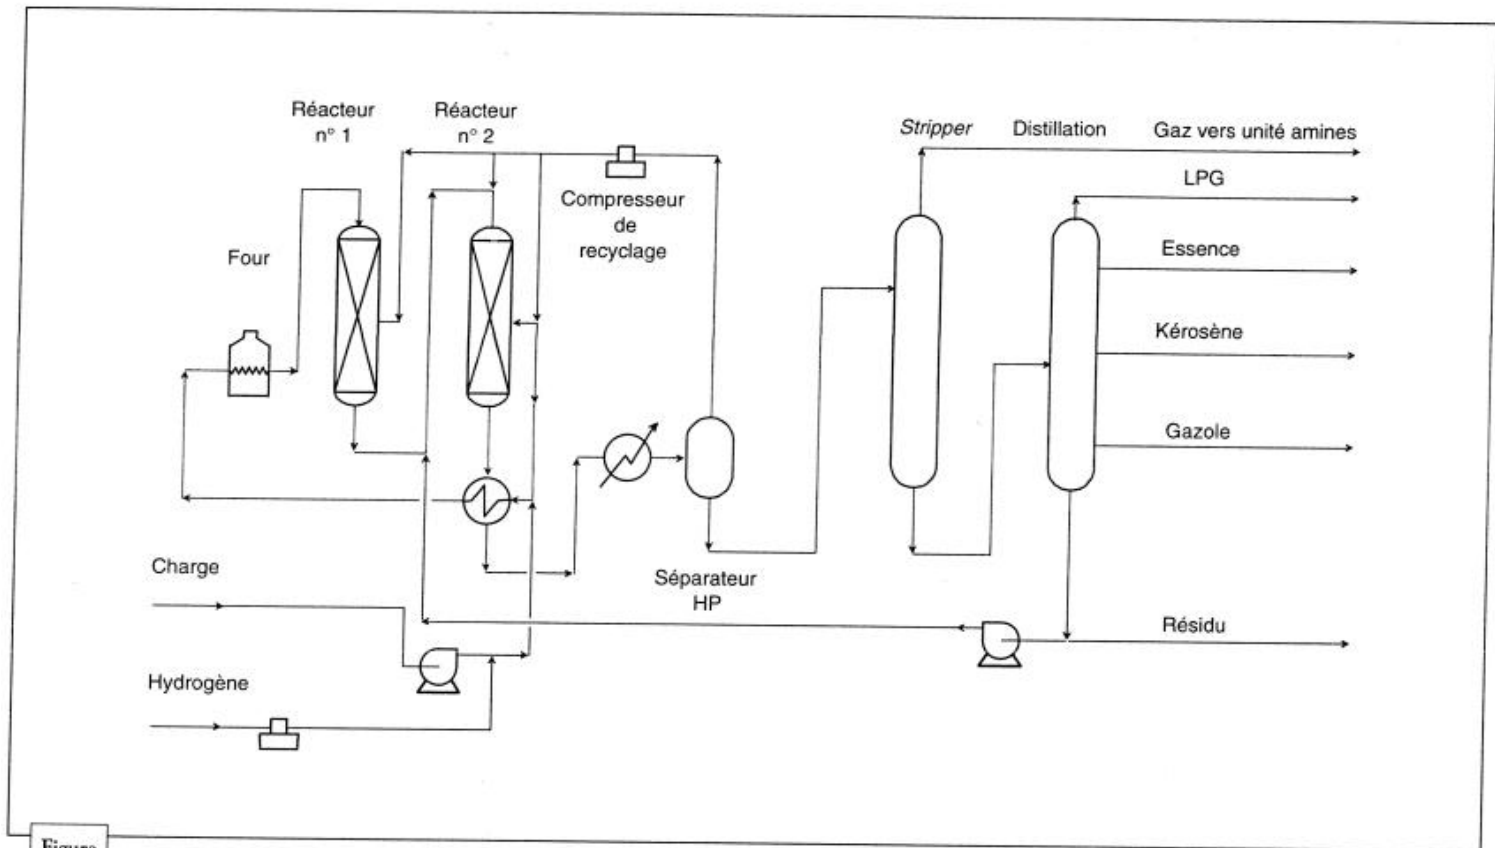 Réacteur
n° 1
Réacteur
n° 2
Stripper
Distillation
Gaz vers unité amines
LPG
Compresseur
de
recyclage
Essence
Four
Kérosène
Gazole
Charge
Séparateur
HP
Résidu
Hydrogène
Figure